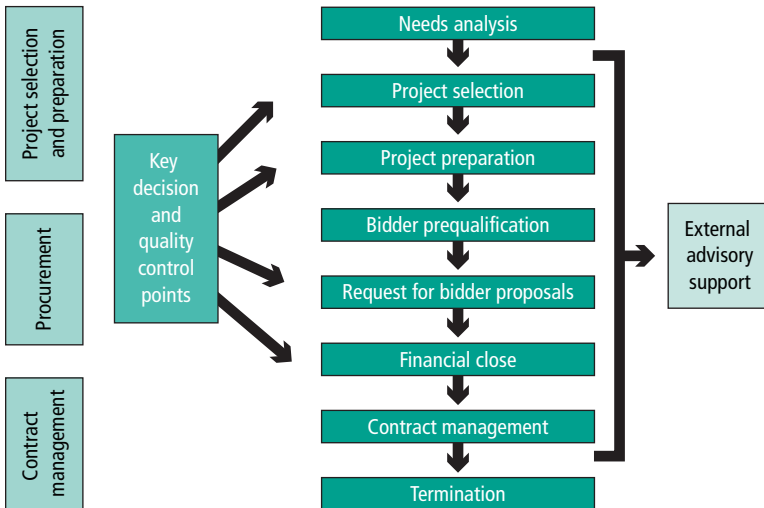 Project selection
and preparation
Procurement
Contract
management
Key
decision
and
quality
control
points
Needs analysis
Project selection
Project preparation
Bidder prequalification
Request for bidder proposals
Financial close
Contract management
Termination
External
advisory
support